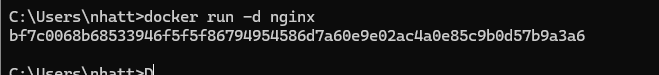 C:\Users\nhatt>docker run -d nginx
bf7c0068b68533946f5f5f86794954586d7a60e9e02ac4a0e85c9b0d57b9a3a6
C:\Users\nhatt>D